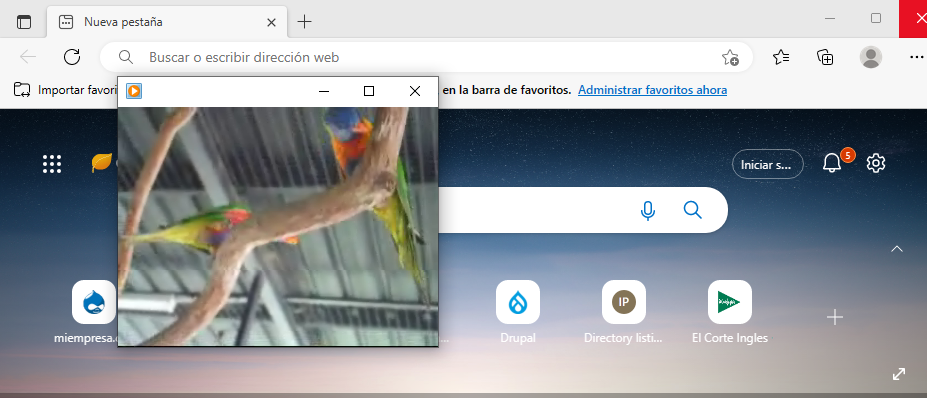 Nueva pestaña
Buscar o escribir dirección web
Importar favori
en la barra de favoritos. Administrar favoritos ahora
Iniciar s...
5
miempresa.
Drupal
IP
Directory listi...
El Corte Ingles